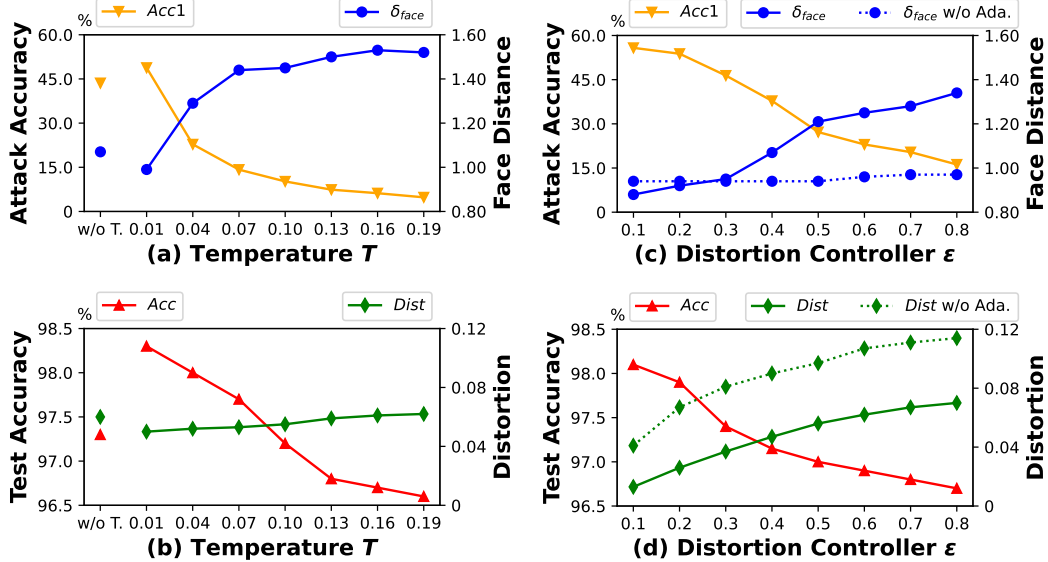 Acc1
δface
%
60.0
45.0
30.0
15.0
0
Attack Accuracy
1.60
1.40
1.20
1.00
0.80
Face Distance
w/o T. 0.01 0.04 0.07 0.10 0.13 0.16 0.19
(a) Temperature T
Acc1
δface
δface w/o Ada.
%
60.0
45.0
30.0
15.0
0
Attack Accuracy
1.60
1.40
1.20
1.00
0.80
Face Distance
0.1 0.2 0.3 0.4 0.5 0.6 0.7 0.8
(c) Distortion Controller ε
Acc
Dist
%
98.5
98.0
97.5
97.0
96.5
Test Accuracy
0.12
0.08
0.04
0
Distortion
w/o T. 0.01 0.04 0.07 0.10 0.13 0.16 0.19
(b) Temperature T
Acc
Dist
Dist w/o Ada.
%
98.5
98.0
97.5
97.0
96.5
Test Accuracy
0.12
0.08
0.04
0
Distortion
0.1 0.2 0.3 0.4 0.5 0.6 0.7 0.8
(d) Distortion Controller ε